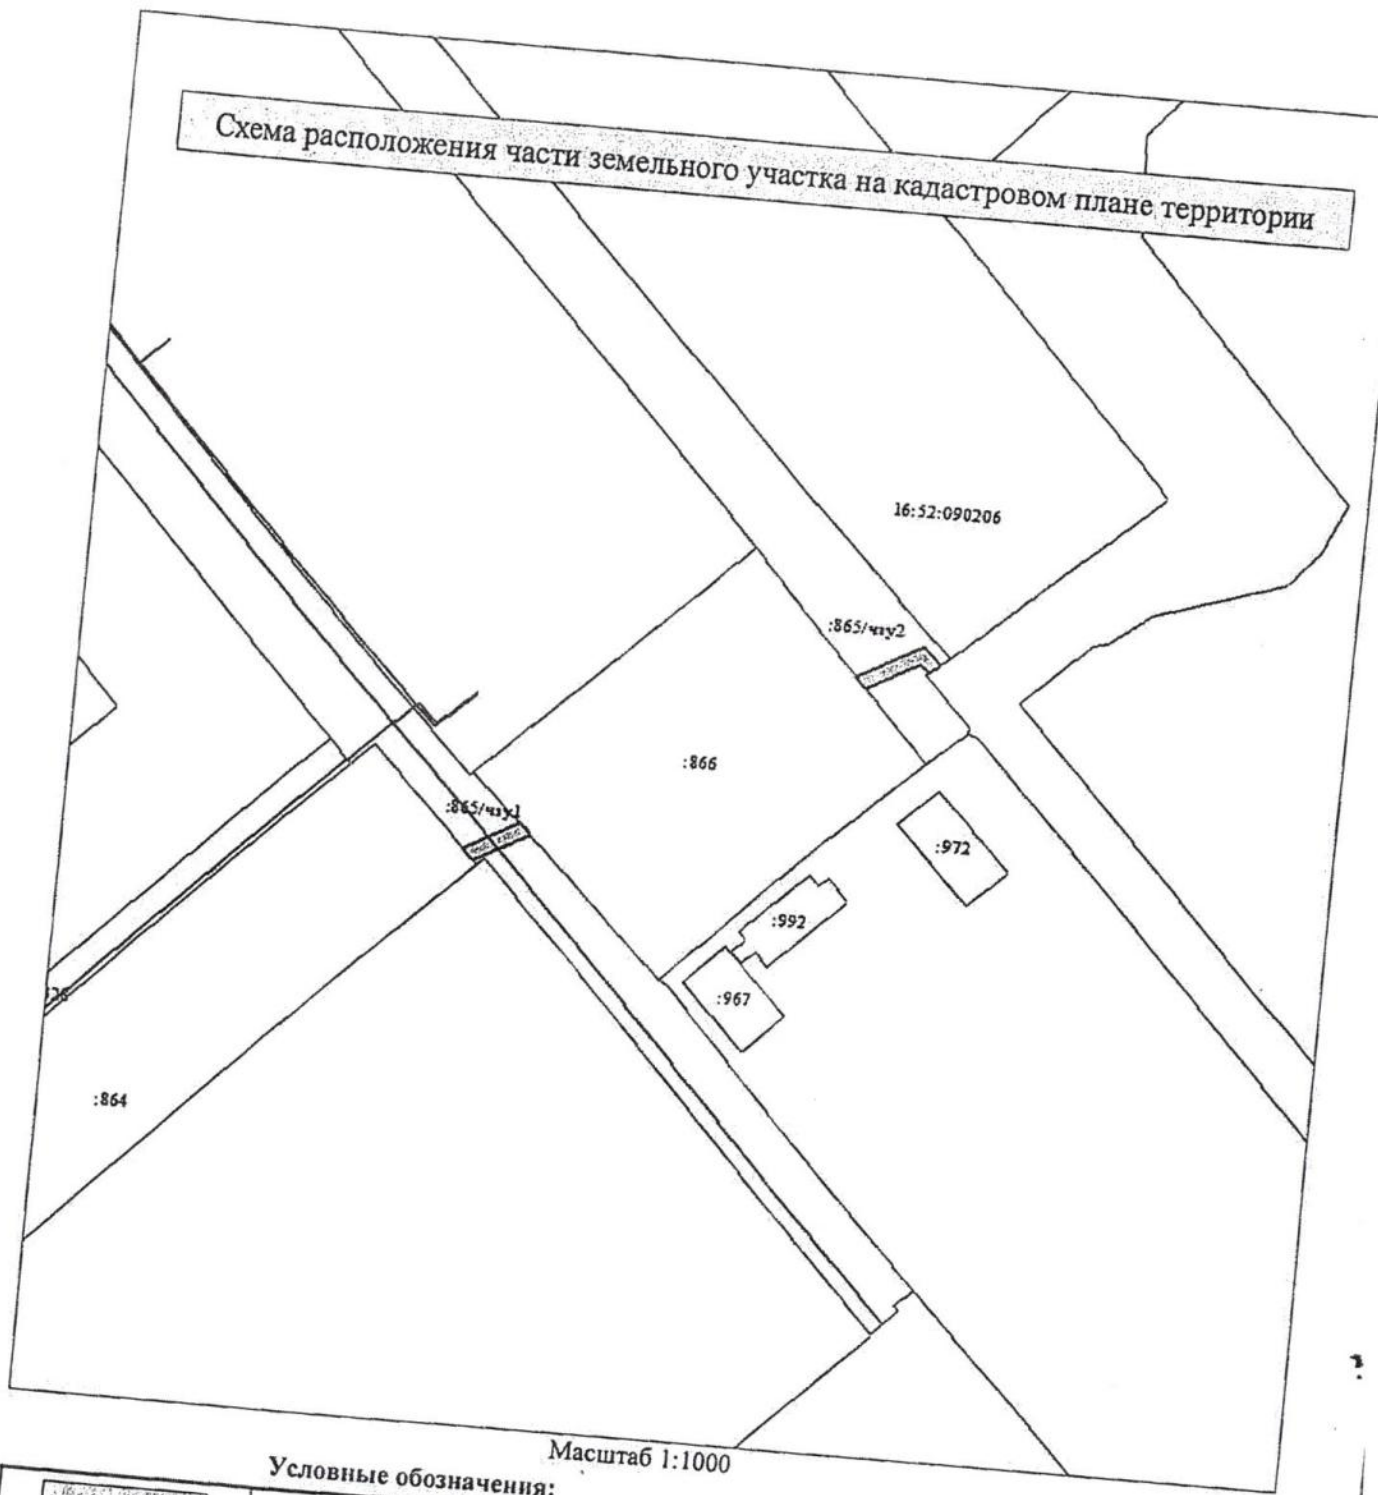 Схема расположения части земельного участка на кадастровом плане территории
16:52:090206
:865/чзу2
:866
:865/чзу1
:972
:992
:967
:864
Масштаб 1:1000
Условные обозначения: